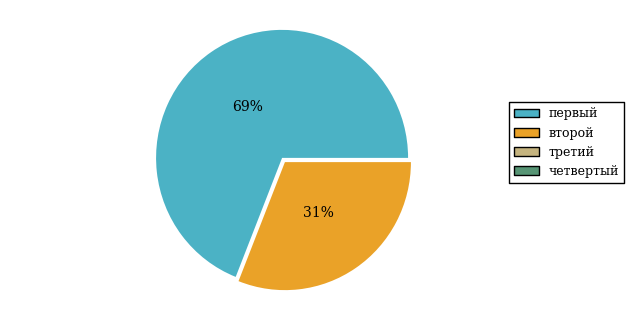 69%
31%
первый
второй
третий
четвертый